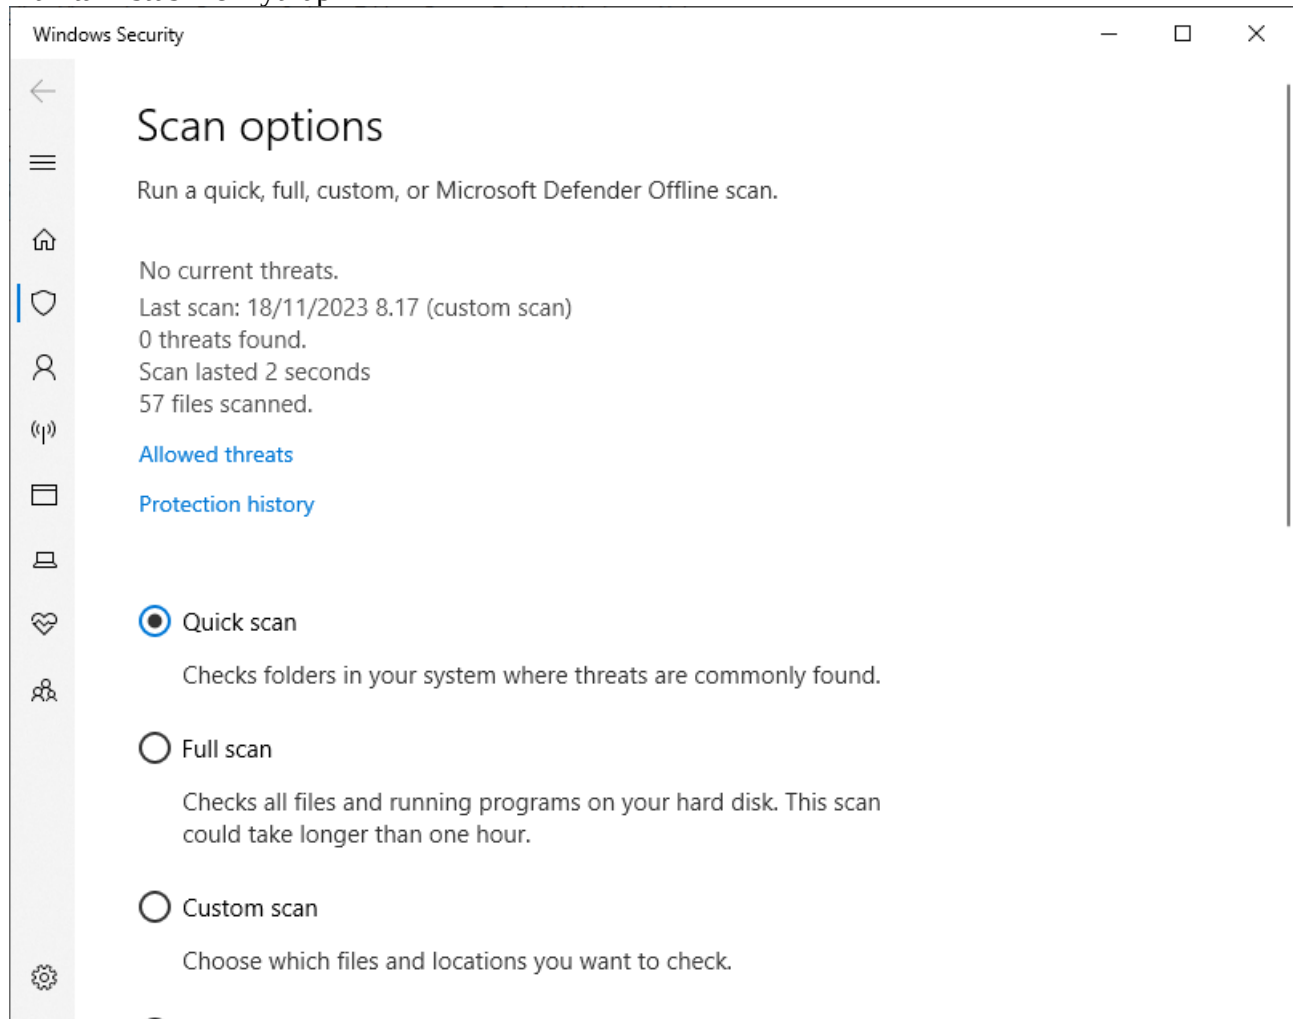 Windows Security
Scan options
Run a quick, full, custom, or Microsoft Defender Offline scan.
No current threats.
Last scan: 18/11/2023 8.17 (custom scan)
0 threats found.
Scan lasted 2 seconds
57 files scanned.
Allowed threats
Protection history
Quick scan
Checks folders in your system where threats are commonly found.
Full scan
Checks all files and running programs on your hard disk. This scan
could take longer than one hour.
Custom scan
Choose which files and locations you want to check.